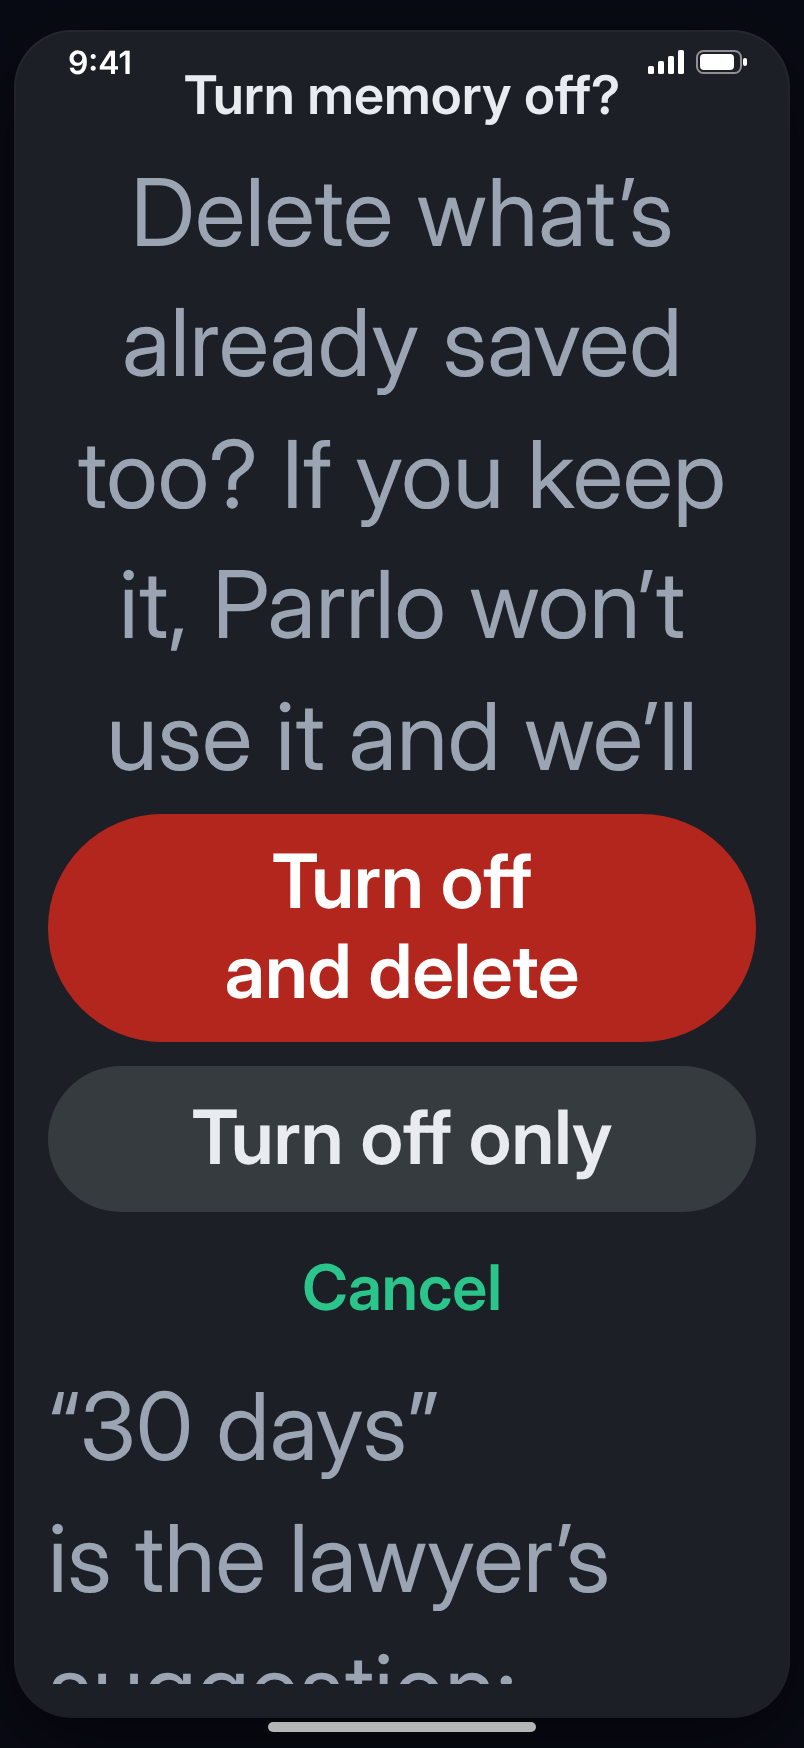 9:41
Turn memory off?
Delete what’s
already saved
too? If you keep
it, Parrlo won’t
use it and we’ll
Turn off
and delete
Turn off only
Cancel
“30 days”
is the lawyer’s
suggestion: